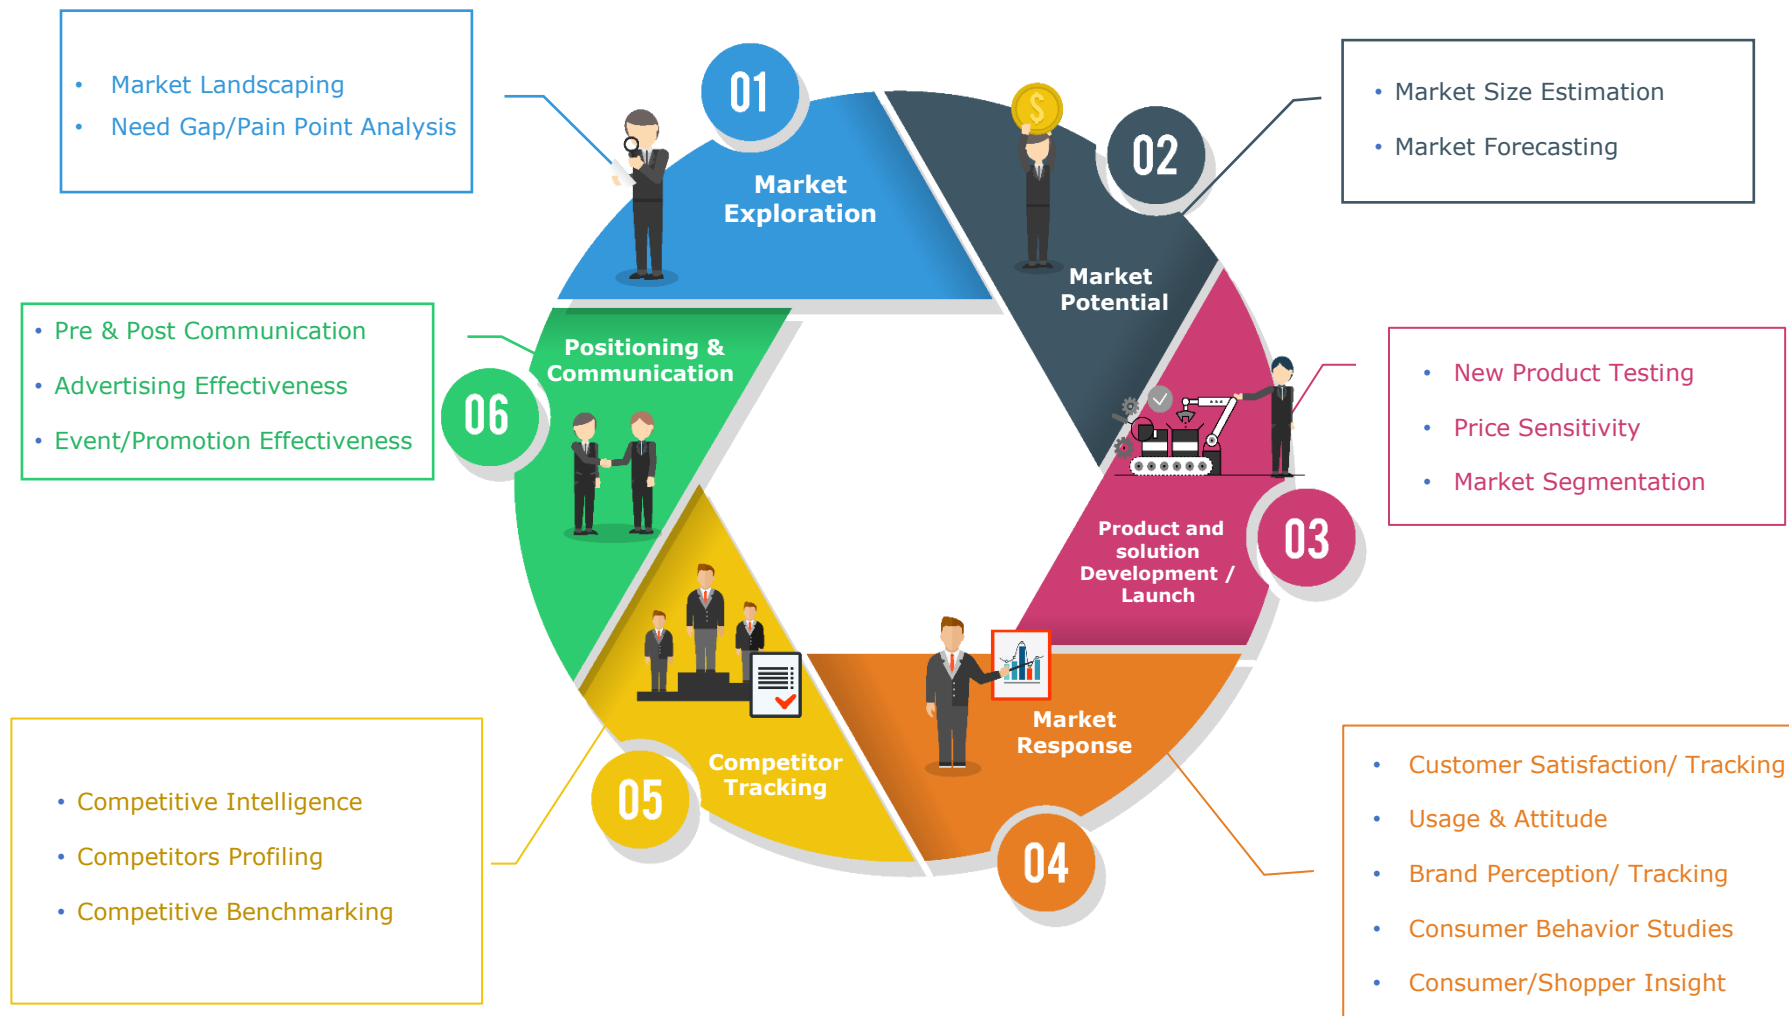 • Market Landscaping
• Need Gap/Pain Point Analysis
01
Market
Exploration
02
Market
Potential
• Market Size Estimation
• Market Forecasting
03
Product and
solution
Development /
Launch
• New Product Testing
• Price Sensitivity
• Market Segmentation
04
Market
Response
• Customer Satisfaction/ Tracking
• Usage & Attitude
• Brand Perception/ Tracking
• Consumer Behavior Studies
• Consumer/Shopper Insight
05
Competitor
Tracking
• Competitive Intelligence
• Competitors Profiling
• Competitive Benchmarking
06
Positioning &
Communication
• Pre & Post Communication
• Advertising Effectiveness
• Event/Promotion Effectiveness
$